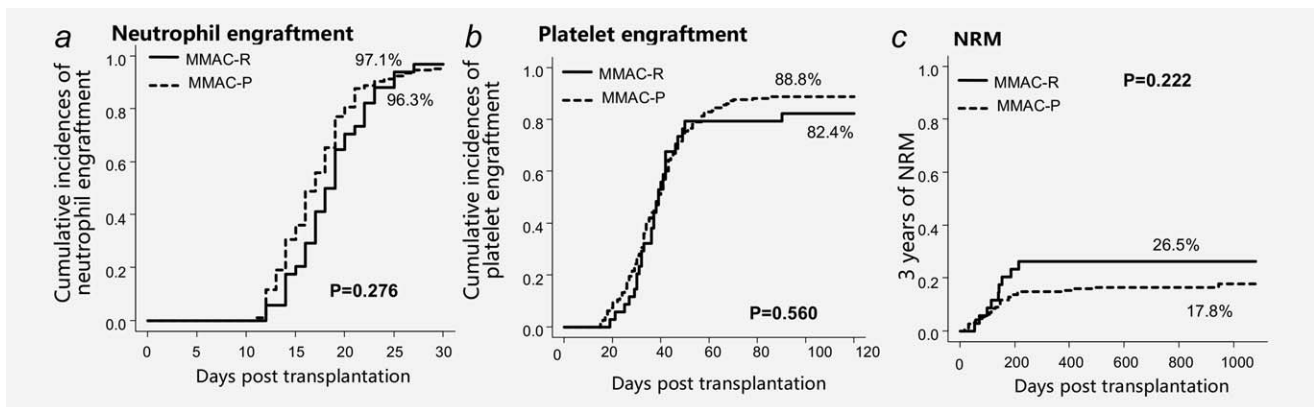 a Neutrophil engraftment
MMAC-R
MMAC-P
97.1%
96.3%
P=0.276
Cumulative incidences of
neutrophil engraftment
1.0
0.8
0.6
0.4
0.2
0.0
0 5 10 15 20 25 30
Days post transplantation
b Platelet engraftment
MMAC-R
MMAC-P
88.8%
82.4%
P=0.560
Cumulative incidences of
platelet engraftment
1.0
0.8
0.6
0.4
0.2
0.0
0 20 40 60 80 100 120
Days post transplantation
c NRM
MMAC-R
MMAC-P
P=0.222
26.5%
17.8%
3 years of NRM
1.0
0.8
0.6
0.4
0.2
0.0
0 200 400 600 800 1000
Days post transplantation